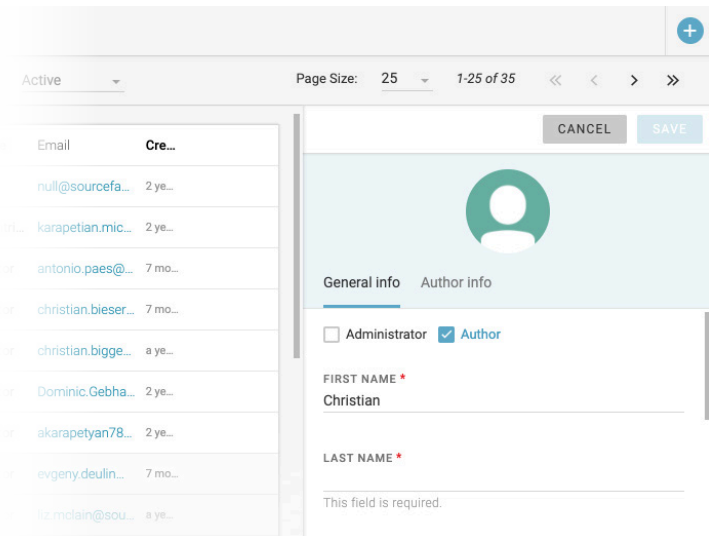 Active
Page Size: 25 1-25 of 35
CANCEL SAVE
Email Cre...
null@sourcefa... 2 ye...
karapetian.mic... 2 ye...
antonio.paes@... 7 mo...
christian.bieser... 7 mo...
christian.bigge... a ye...
Dominic.Gebha... 2 ye...
akarapetyan78... 2 ye...
evgeny.deulin... 7 mo...
kz.mclain@sou... a ye...
General info Author info
Administrator Author
FIRST NAME *
Christian
LAST NAME *
This field is required.